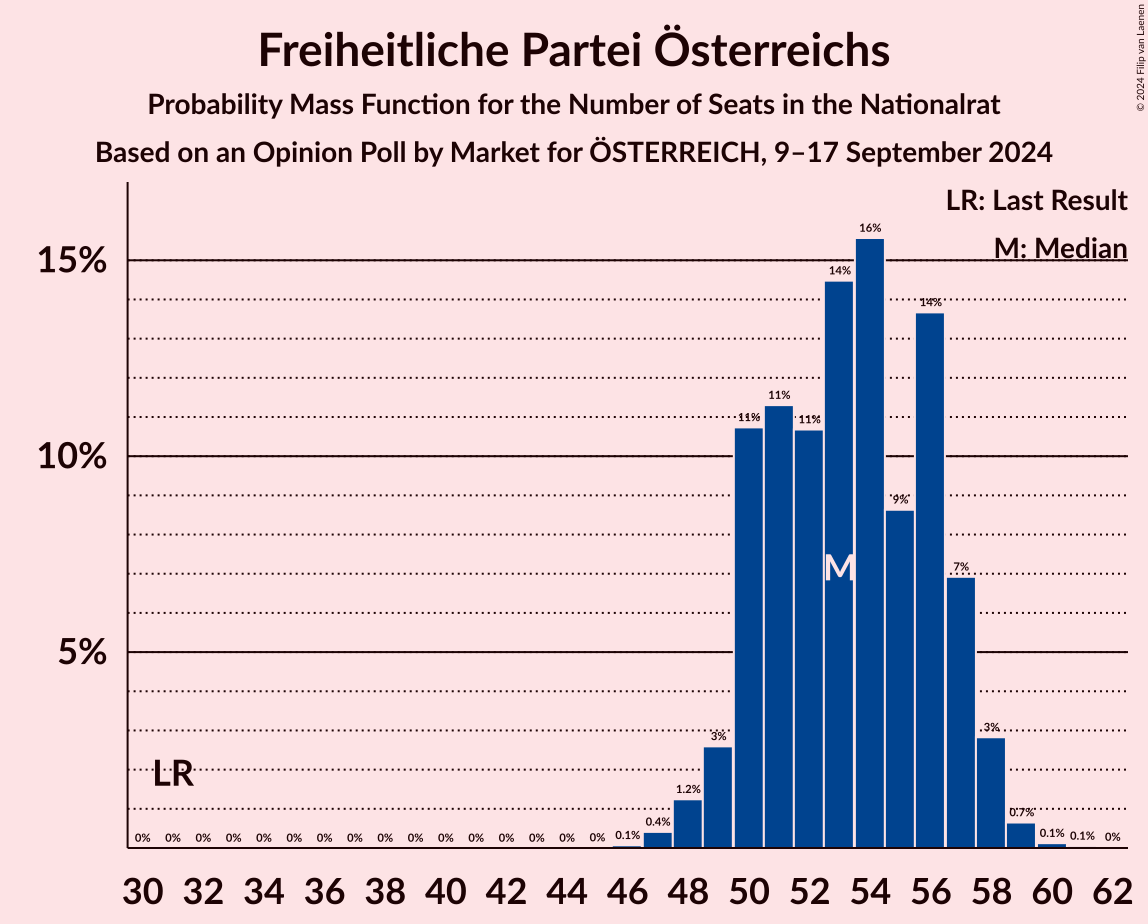 Freiheitliche Partei Österreichs
Probability Mass Function for the Number of Seats in the Nationalrat
Based on an Opinion Poll by Market for ÖSTERREICH, 9–17 September 2024
© 2024 Filip van Laenen
LR: Last Result
M: Median
15%
10%
5%
16%
14%
14%
11%
11%
11%
9%
7%
M
3%
3%
LR
1.2%
0.7%
0.4%
0% 0% 0% 0% 0% 0% 0% 0% 0% 0% 0% 0% 0% 0% 0% 0% 0.1% 0.1% 0.1% 0%
30 32 34 36 38 40 42 44 46 48 50 52 54 56 58 60 62